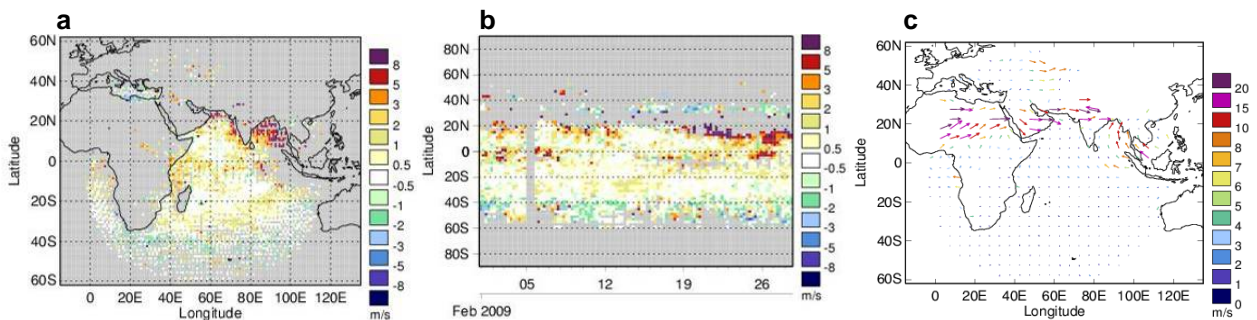 a
60N
40N
20N
0
20S
40S
60S
Latitude
0 20E 40E 60E 80E 100E 120E
Longitude
8
5
3
2
1
0.5
-0.5
-1
-2
-3
-5
-8
m/s
b
80N
60N
40N
20N
0
20S
40S
60S
80S
Latitude
05 12 19 26
Feb 2009
8
5
3
2
1
0.5
-0.5
-1
-2
-3
-5
-8
m/s
c
60N
40N
20N
0
20S
40S
60S
Latitude
0 20E 40E 60E 80E 100E 120E
Longitude
20
15
10
8
7
6
5
4
3
2
1
0
m/s